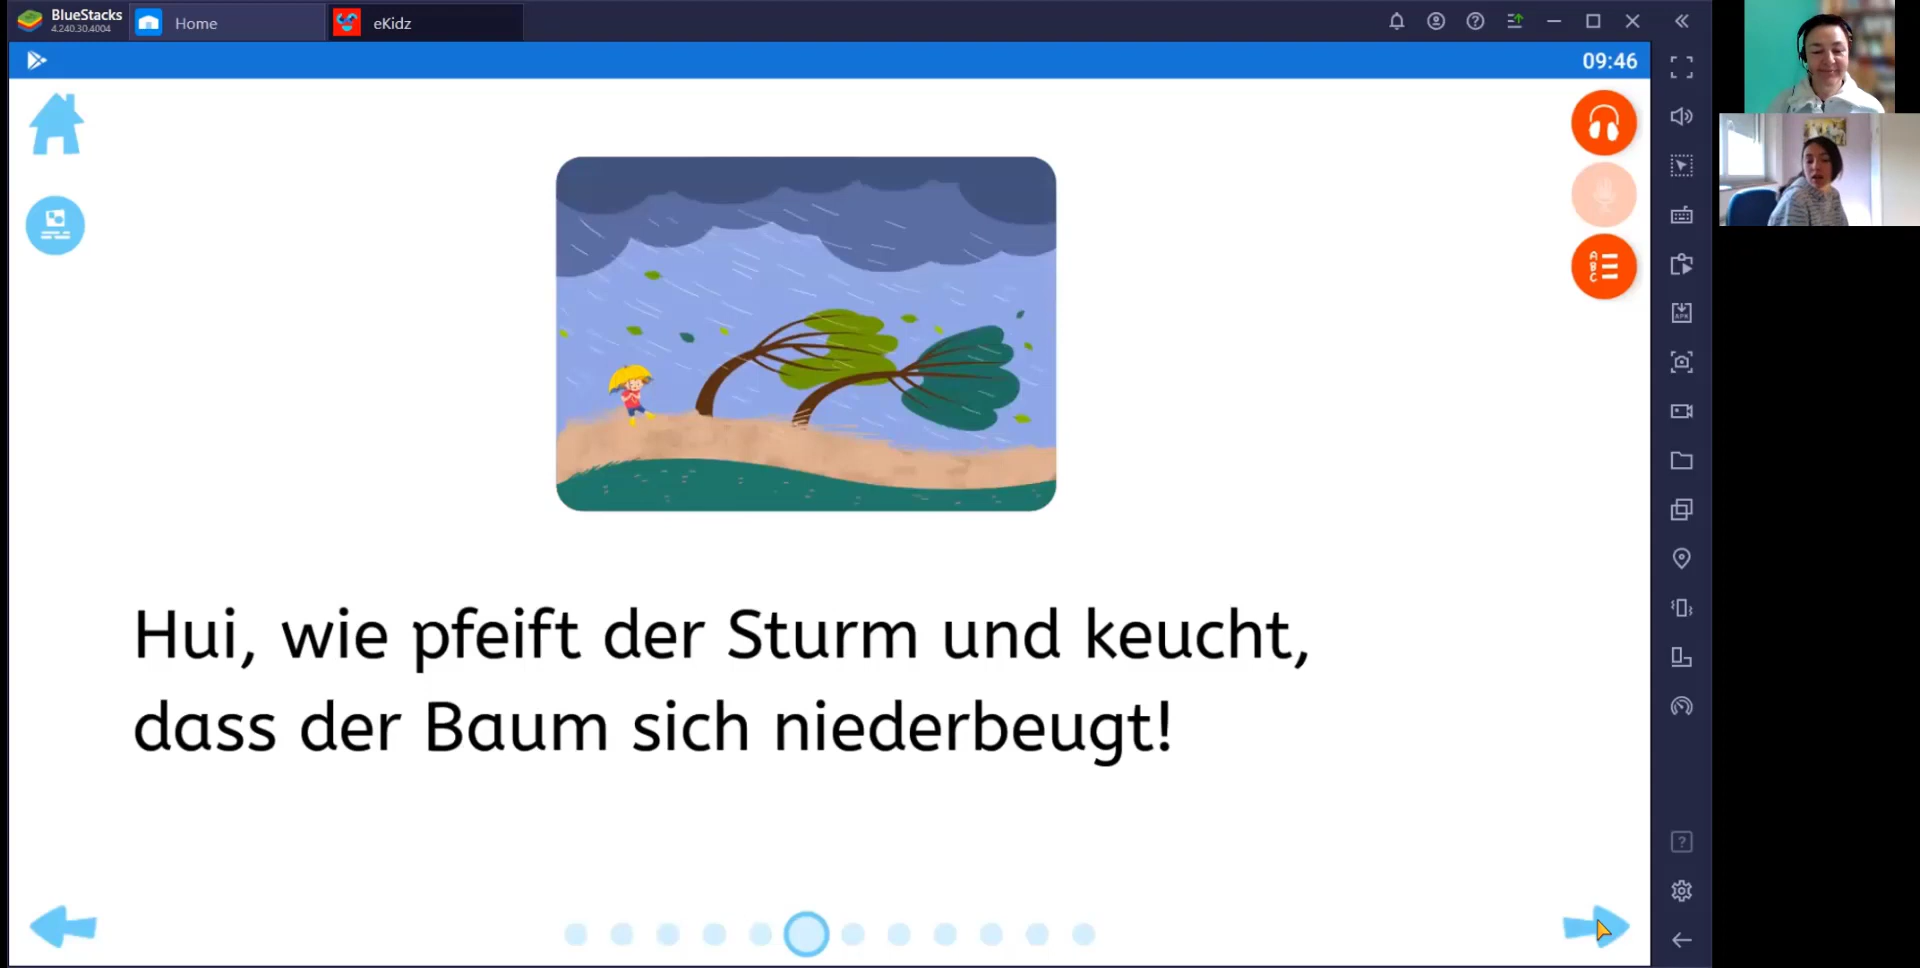 BlueStacks
4.240.30.4004
Home
eKidz
09:46
A
B
C
Hui, wie pfeift der Sturm und keucht,
dass der Baum sich niederbeugt!